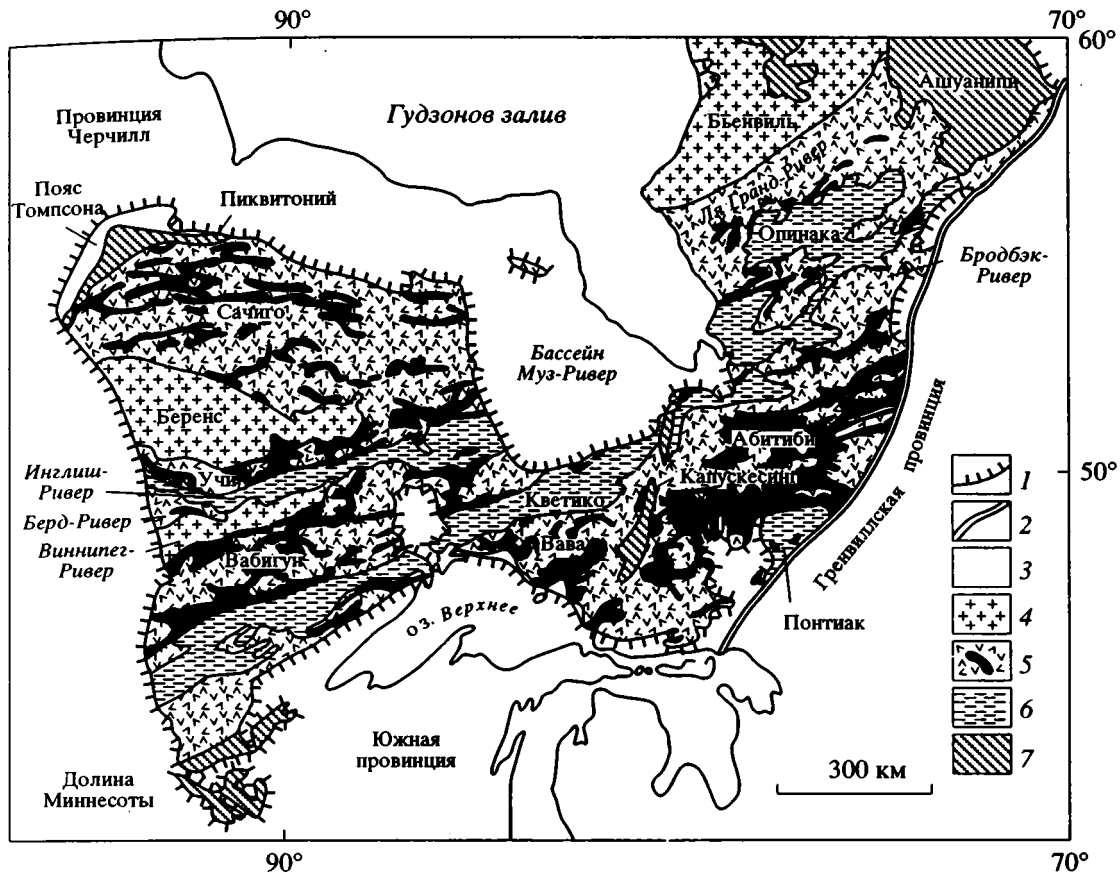 90°
70°
60°
Ашуанипи
Провинция
Черчилл
Гудзонов залив
Бьенвиль
Пояс
Томпсона
Пиквитоний
Ля Гранд-Ривер
Опинака
Бродбэк-
Ривер
Сачиго
Бассейн
Муз-Ривер
Беренс
Абитиби
Гренвиллская провинция
Инглиш-
Ривер
Учи
Капускесинг
50°
Кветико
Берд-Ривер
Виннипег-
Ривер
Вабигун
Вава
оз. Верхнее
Понтиак
Южная
провинция
Долина
Миннесоты
1
2
3
4
5
6
7
300 км
90°
70°